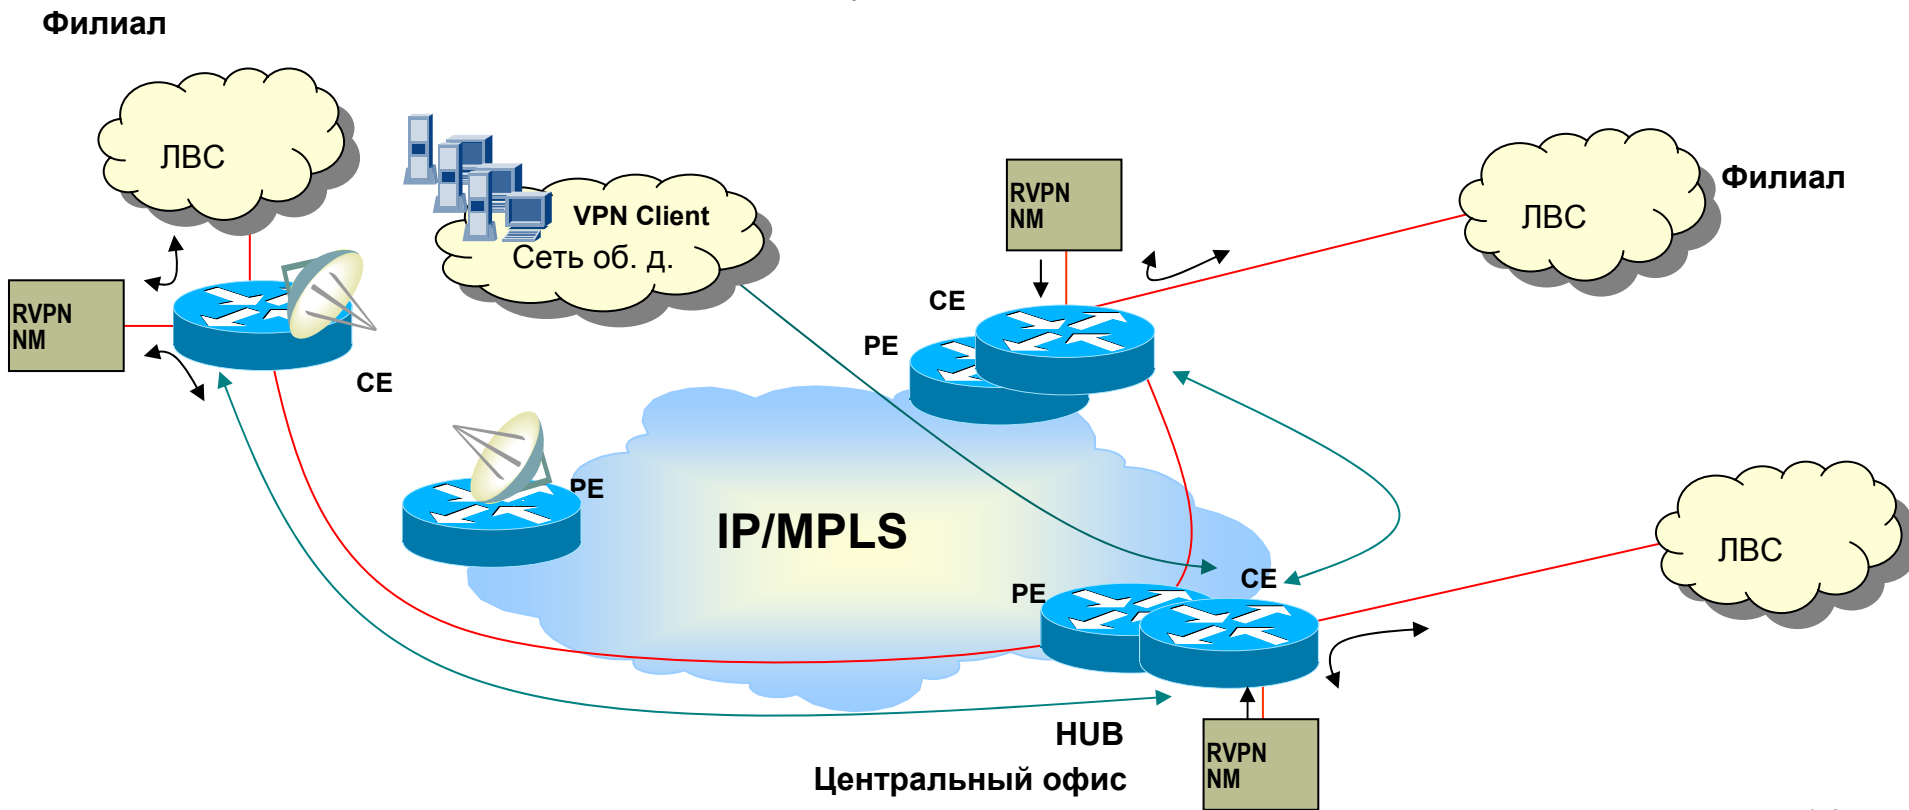 Филиал
ЛВС
VPN Client
Сеть об. д.
RVPN
NM
ЛВС
Филиал
CE
RVPN
NM
PE
CE
PE
IP/MPLS
ЛВС
CE
PE
HUB
Центральный офис
RVPN
NM